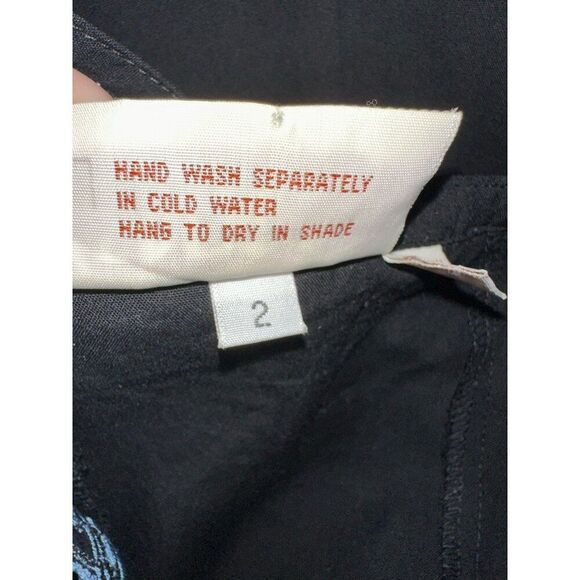 HAND WASH SEPARATELY
IN COLD WATER
HANG TO DRY IN SHADE
2